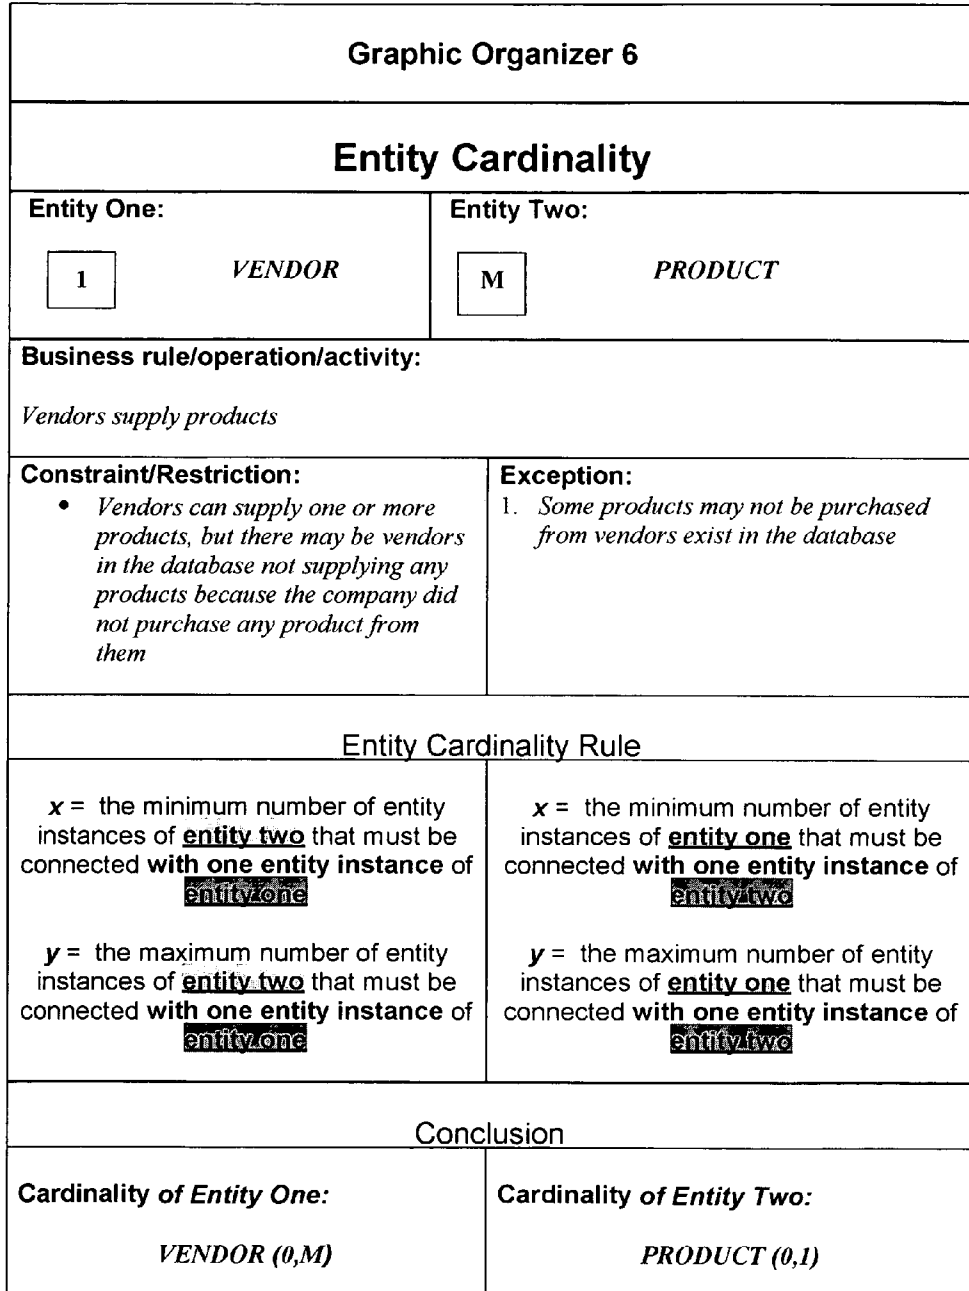 Graphic Organizer 6
Entity Cardinality
Entity One:
1
VENDOR
Entity Two:
M
PRODUCT
Business rule/operation/activity:
Vendors supply products
Constraint/Restriction:
• Vendors can supply one or more
products, but there may be vendors
in the database not supplying any
products because the company did
not purchase any product from
them
Exception:
1. Some products may not be purchased
from vendors exist in the database
Entity Cardinality Rule
x = the minimum number of entity
instances of entity two that must be
connected with one entity instance of
entity one
y = the maximum number of entity
instances of entity two that must be
connected with one entity instance of
entity one
x = the minimum number of entity
instances of entity one that must be
connected with one entity instance of
entity two
y = the maximum number of entity
instances of entity one that must be
connected with one entity instance of
entity two
Conclusion
Cardinality of Entity One:
VENDOR (0,M)
Cardinality of Entity Two:
PRODUCT (0,1)